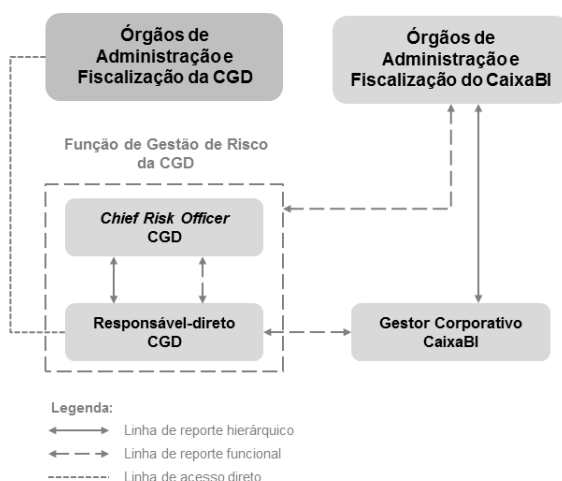 Órgãos de
Administração e
Fiscalização da CGD
Órgãos de
Administração e
Fiscalização do CaixaBI
Função de Gestão de Risco
da CGD
Chief Risk Officer
CGD
Responsável-direto
CGD
Gestor Corporativo
CaixaBI
Legenda:
Linha de reporte hierárquico
Linha de reporte funcional
Linha de acesso direto